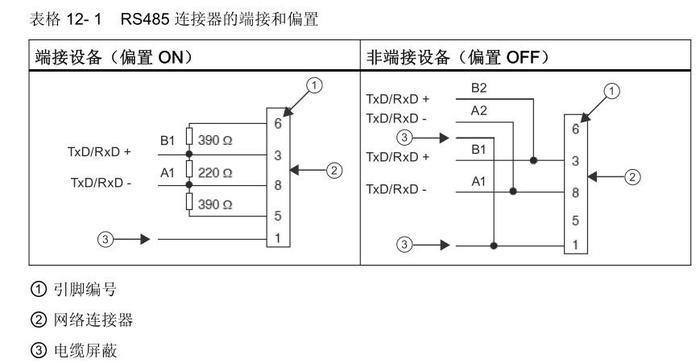 表格 12- 1 RS485 连接器的端接和偏置
端接设备（偏置 ON）
非端接设备（偏置 OFF）
①
6
B1
390 Ω
TxD/RxD +
3
A1
220 Ω
②
TxD/RxD -
8
390 Ω
5
③
1
B2
TxD/RxD +
A2
TxD/RxD -
①
6
③
B1
TxD/RxD +
3
②
A1
TxD/RxD -
8
5
③
1
① 引脚编号
② 网络连接器
③ 电缆屏蔽